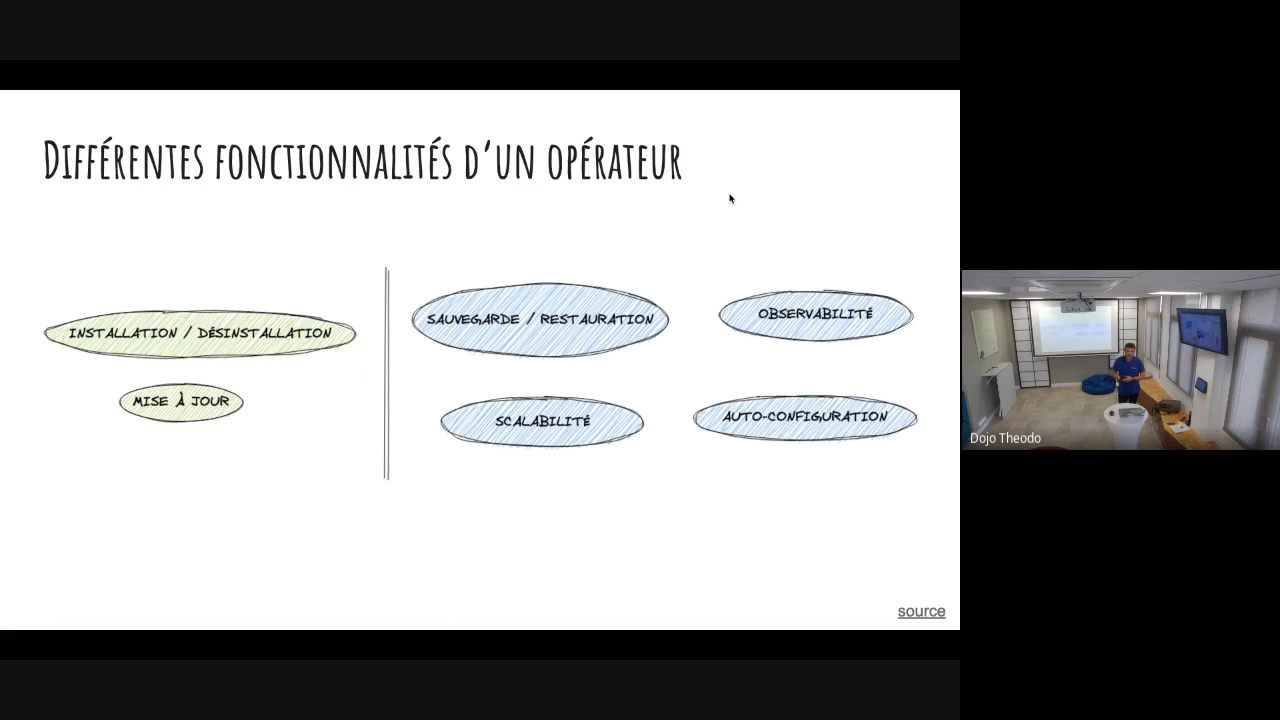 Différentes fonctionnalités d'un opérateur
INSTALLATION / DÉSINSTALLATION
MISE À JOUR
SAUVEGARDE / RESTAURATION
OBSERVABILITÉ
SCALABILITÉ
AUTO-CONFIGURATION
source
Dojo Theodo